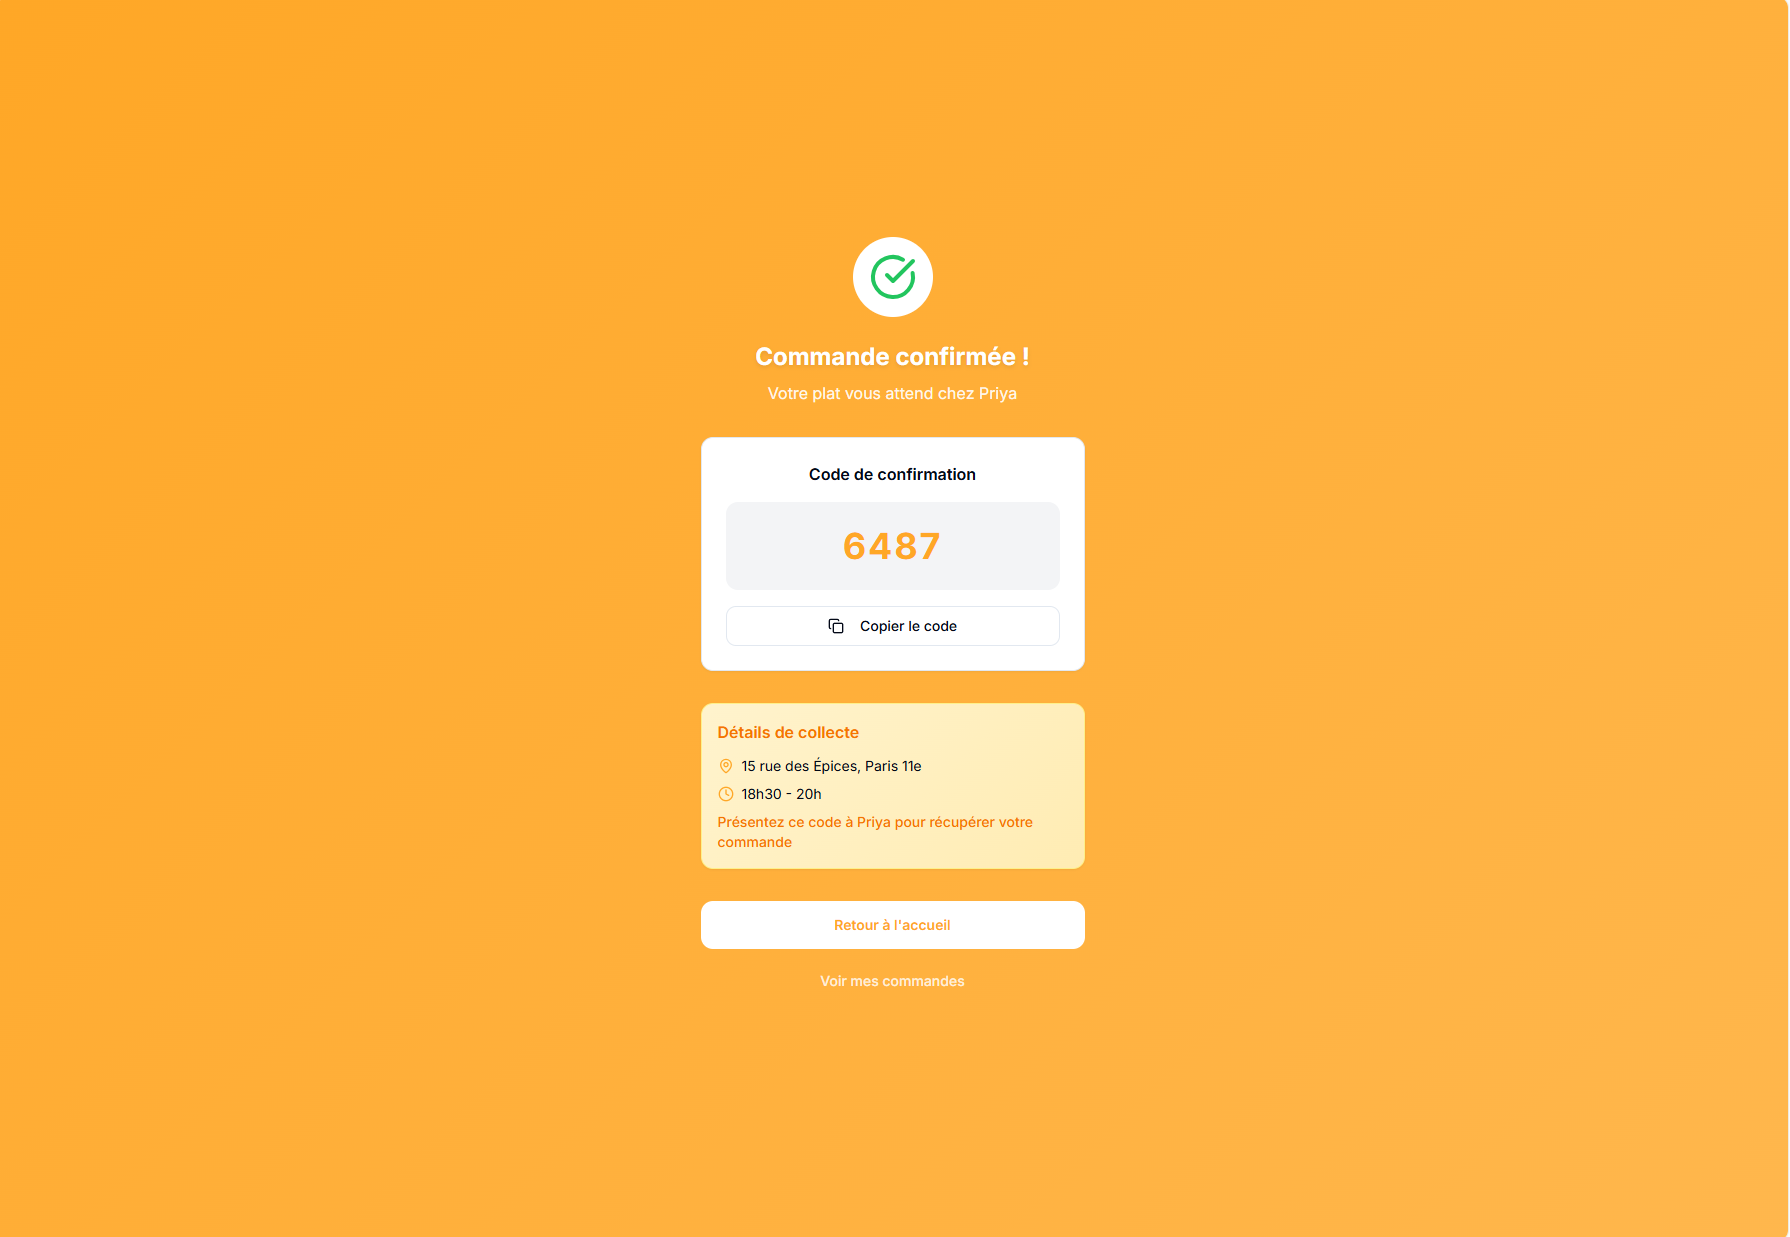 Commande confirmée !
Votre plat vous attend chez Priya
Code de confirmation
6487
Copier le code
Détails de collecte
15 rue des Épices, Paris 11e
18h30 - 20h
Présentez ce code à Priya pour récupérer votre
commande
Retour à l'accueil
Voir mes commandes